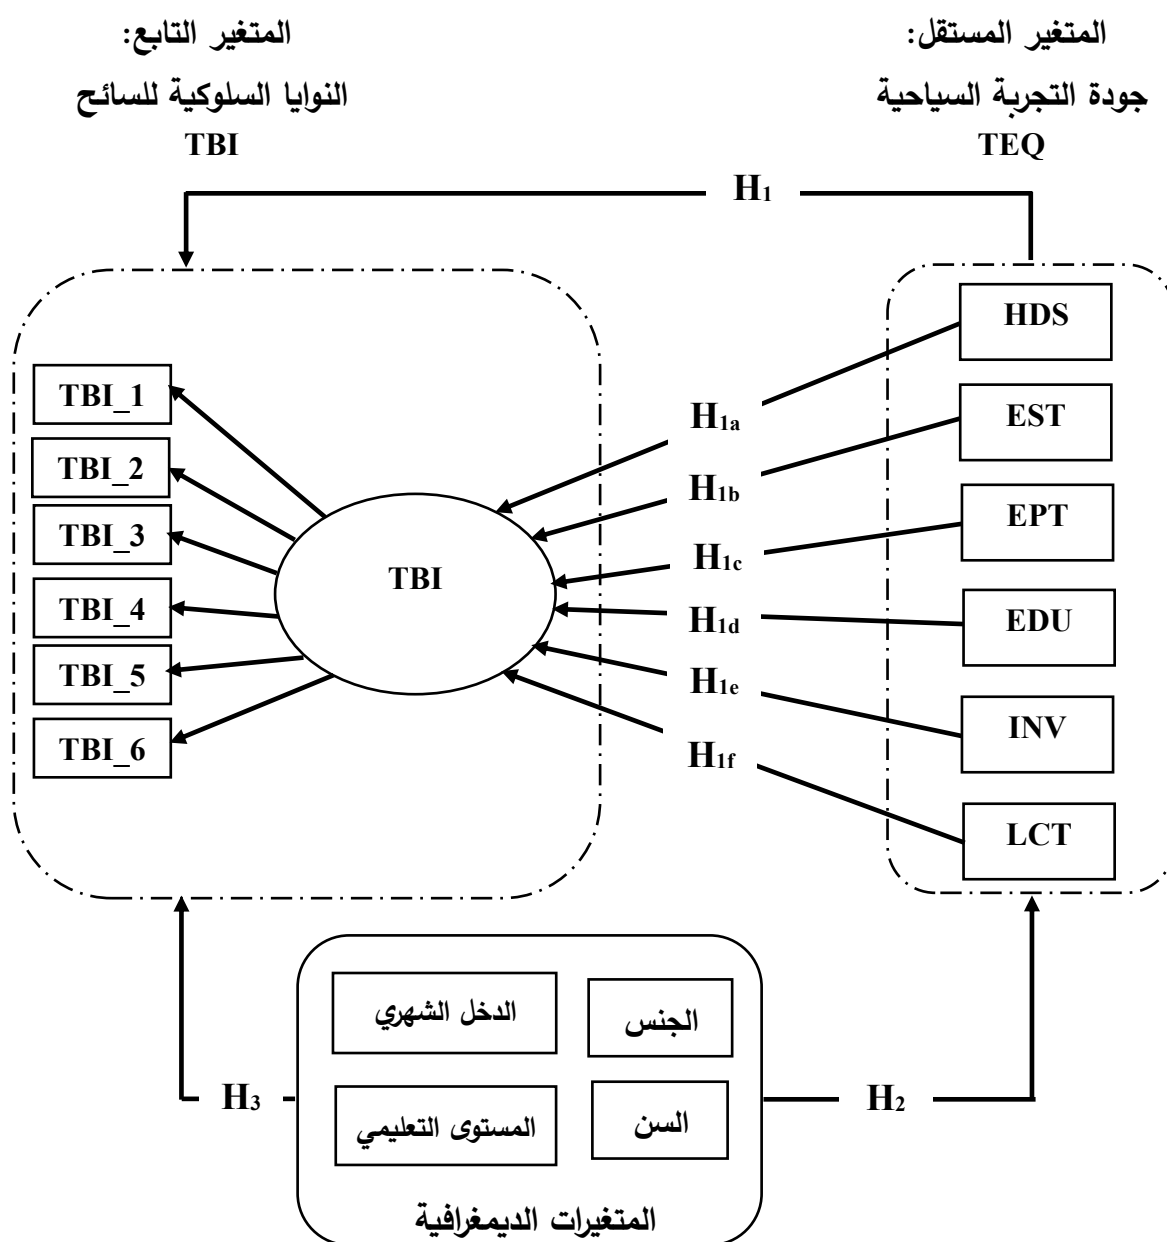 المتغير المستقل:
جودة التجربة السياحية
TEQ
المتغير التابع:
النوايا السلوكية للسائح
TBI
H1
HDS
EST
EPT
EDU
INV
LCT
H1a
H1b
H1c
H1d
H1e
H1f
TBI
TBI_1
TBI_2
TBI_3
TBI_4
TBI_5
TBI_6
H2
H3
الجنس
الدخل الشهري
السن
المستوى التعليمي
المتغيرات الديمغرافية